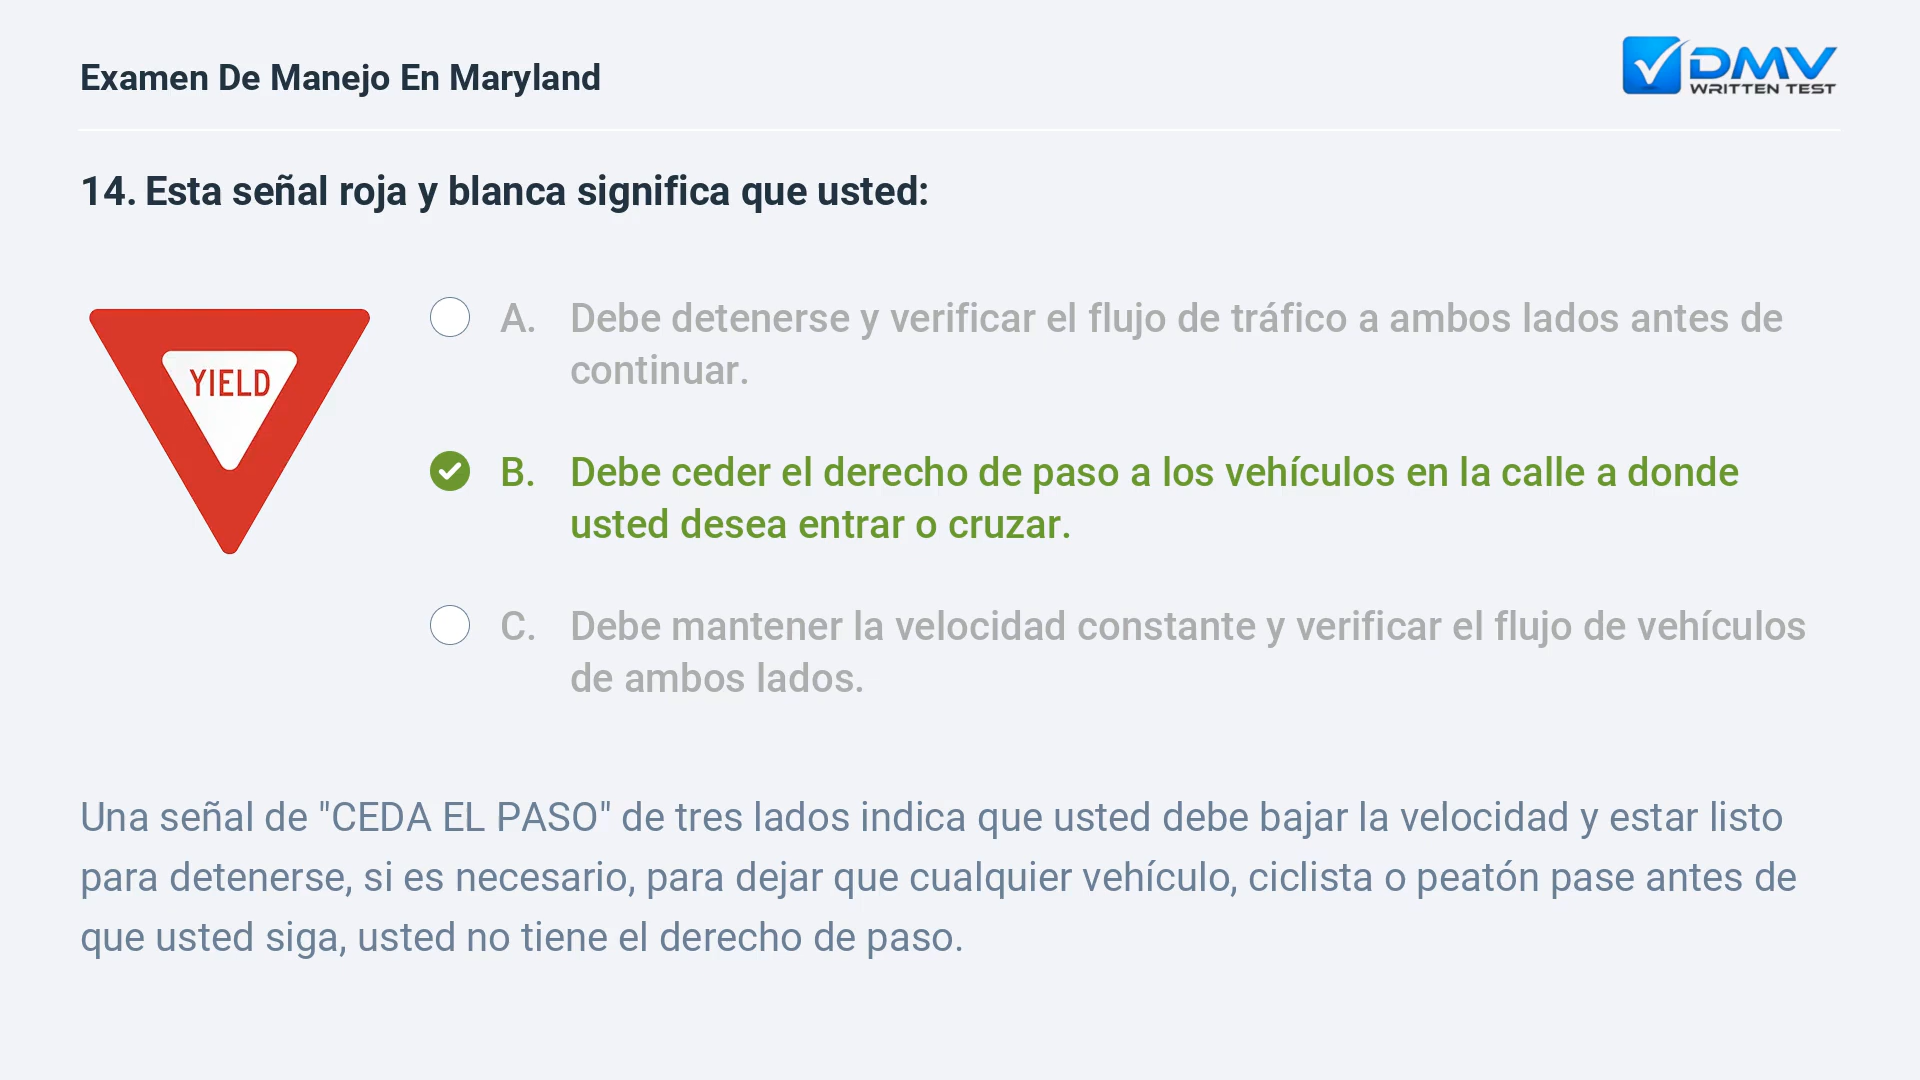 Examen De Manejo En Maryland
DMV
WRITTEN TEST
14. Esta señal roja y blanca significa que usted:
YIELD
A. Debe detenerse y verificar el flujo de tráfico a ambos lados antes de
continuar.
B. Debe ceder el derecho de paso a los vehículos en la calle a donde
usted desea entrar o cruzar.
C. Debe mantener la velocidad constante y verificar el flujo de vehículos
de ambos lados.
Una señal de "CEDA EL PASO" de tres lados indica que usted debe bajar la velocidad y estar listo
para detenerse, si es necesario, para dejar que cualquier vehículo, ciclista o peatón pase antes de
que usted siga, usted no tiene el derecho de paso.